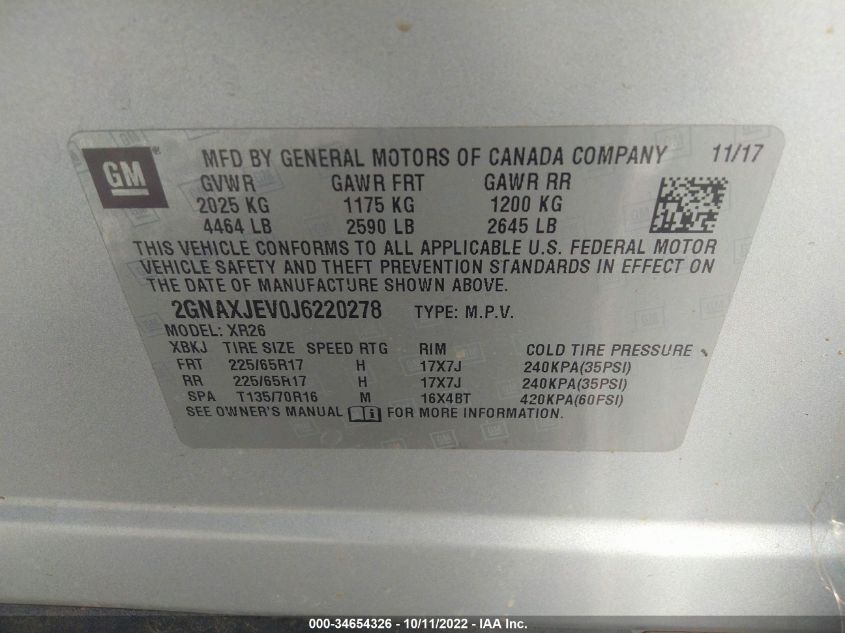 GM
MFD BY GENERAL MOTORS OF CANADA COMPANY 11/17
GVWR GAWR FRT GAWR RR
2025 KG 1175 KG 1200 KG
4464 LB 2590 LB 2645 LB
THIS VEHICLE CONFORMS TO ALL APPLICABLE U.S. FEDERAL MOTOR
VEHICLE SAFETY AND THEFT PREVENTION STANDARDS IN EFFECT ON
THE DATE OF MANUFACTURE SHOWN ABOVE.
2GNAXJEV0J6220278 TYPE: M.P.V.
MODEL: XR26
XBKJ TIRE SIZE SPEED RTG RIM COLD TIRE PRESSURE
FRT 225/65R17 H 17X7J 240KPA(35PSI)
RR 225/65R17 H 17X7J 240KPA(35PSI)
SPA T135/70R16 M 16X4BT 420KPA(60PSI)
SEE OWNER'S MANUAL FOR MORE INFORMATION.
000-34654326 - 10/11/2022 - IAA Inc.